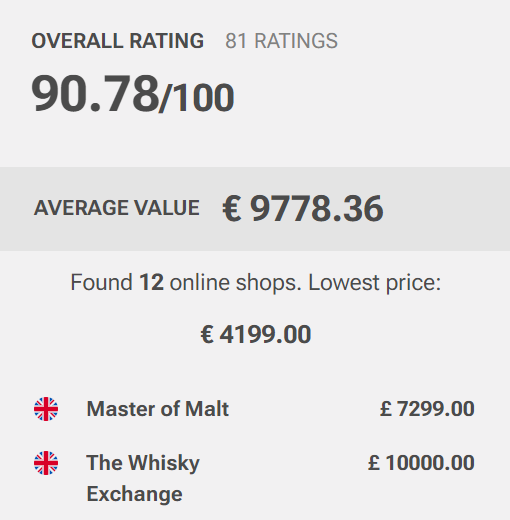 OVERALL RATING 81 RATINGS
90.78/100
AVERAGE VALUE € 9778.36
Found 12 online shops. Lowest price:
€ 4199.00
Master of Malt £ 7299.00
The Whisky £ 10000.00
Exchange